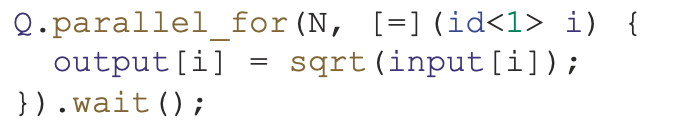 Q.parallel_for(N, [=](id<1> i) {
  output[i] = sqrt(input[i]);
}).wait();